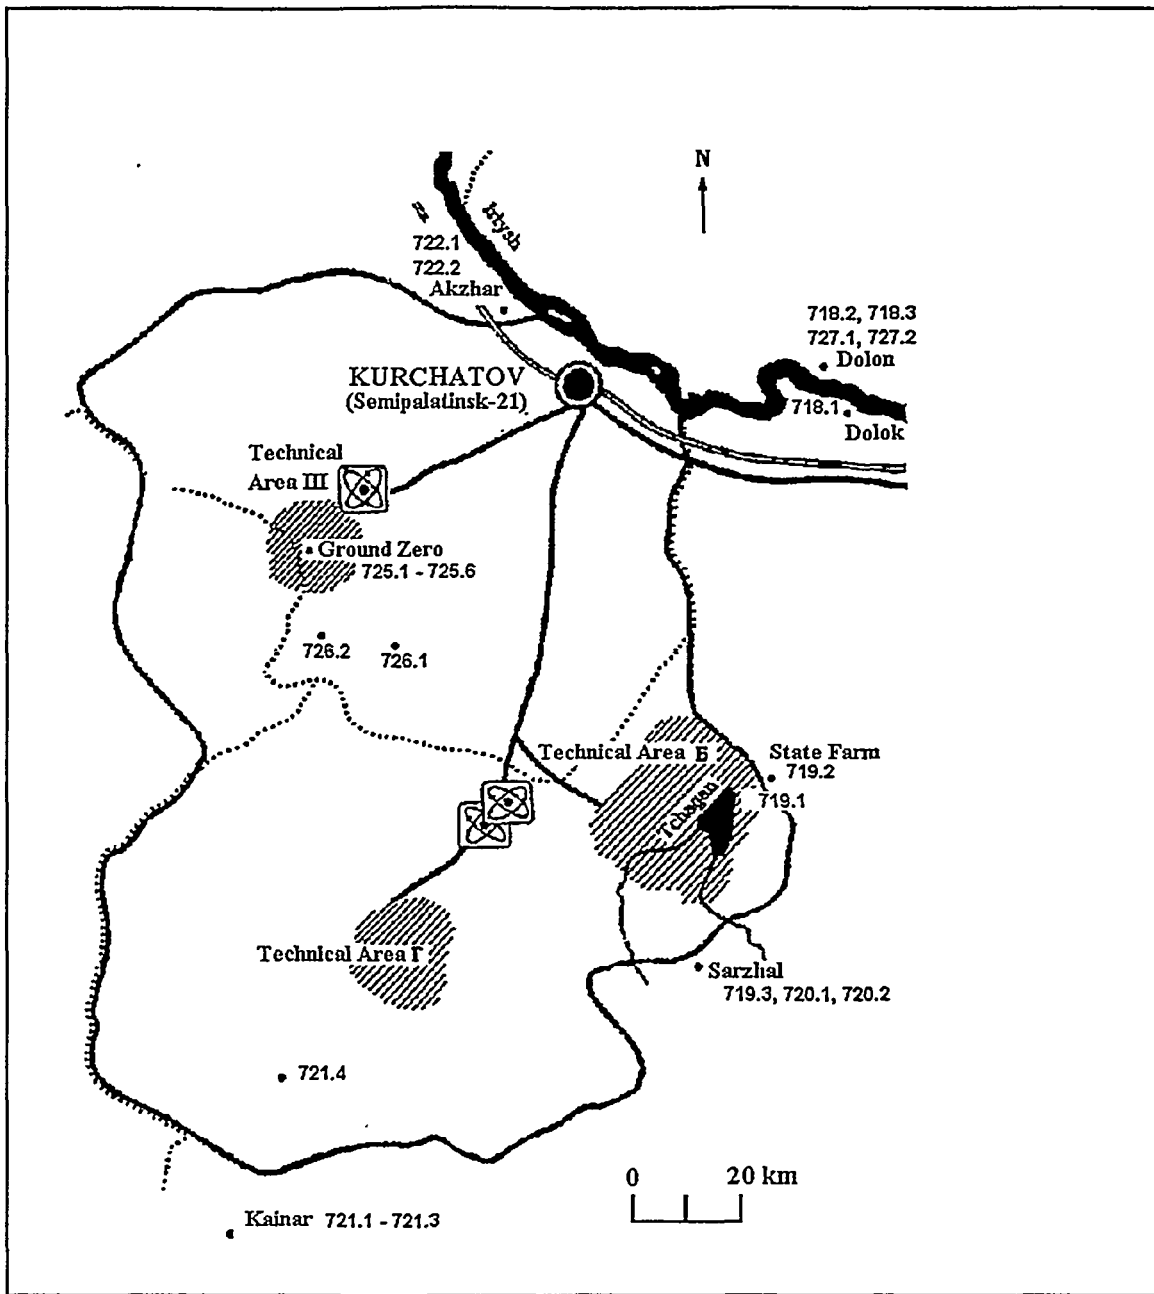 N
Irtysh
722.1
722.2
Akzhar
718.2, 718.3
727.1, 727.2
Dolon
KURCHATOV
(Semipalatinsk-21)
718.1
Dolok
Technical
Area III
Ground Zero
725.1 - 725.6
726.2
726.1
Technical Area Б
State Farm
719.2
719.1
Tchagan
Technical Area Г
Sarzhal
719.3, 720.1, 720.2
721.4
0 20 km
Kainar 721.1 - 721.3